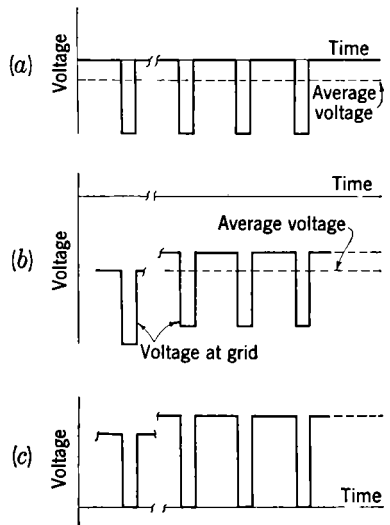 (a)
Voltage
Time
Average
voltage
(b)
Voltage
Time
Average voltage
Voltage at grid
(c)
Voltage
Time